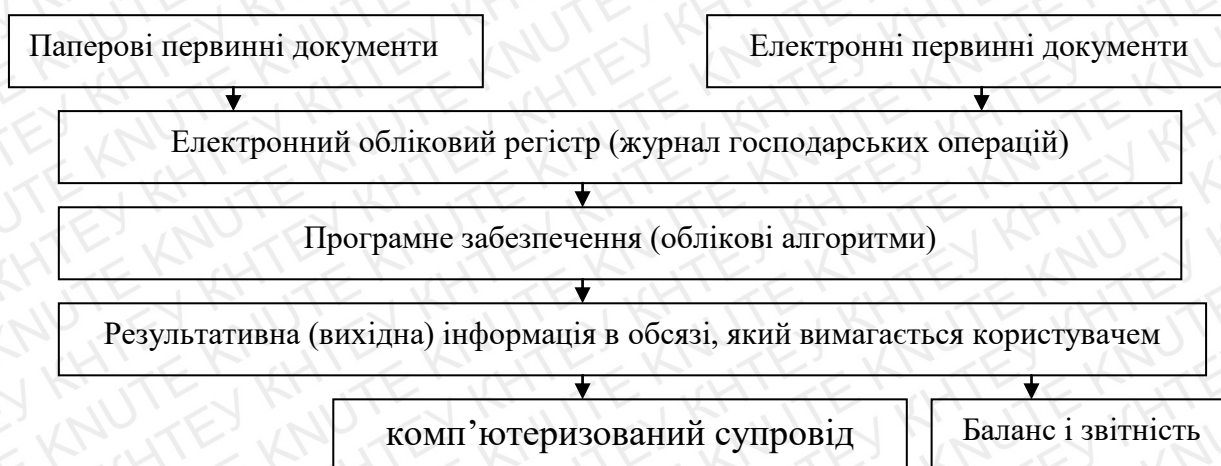 Паперові первинні документи
Електронні первинні документи
Електронний обліковий регістр (журнал господарських операцій)
Програмне забезпечення (облікові алгоритми)
Результативна (вихідна) інформація в обсязі, який вимагається користувачем
комп’ютеризований супровід
Баланс і звітність